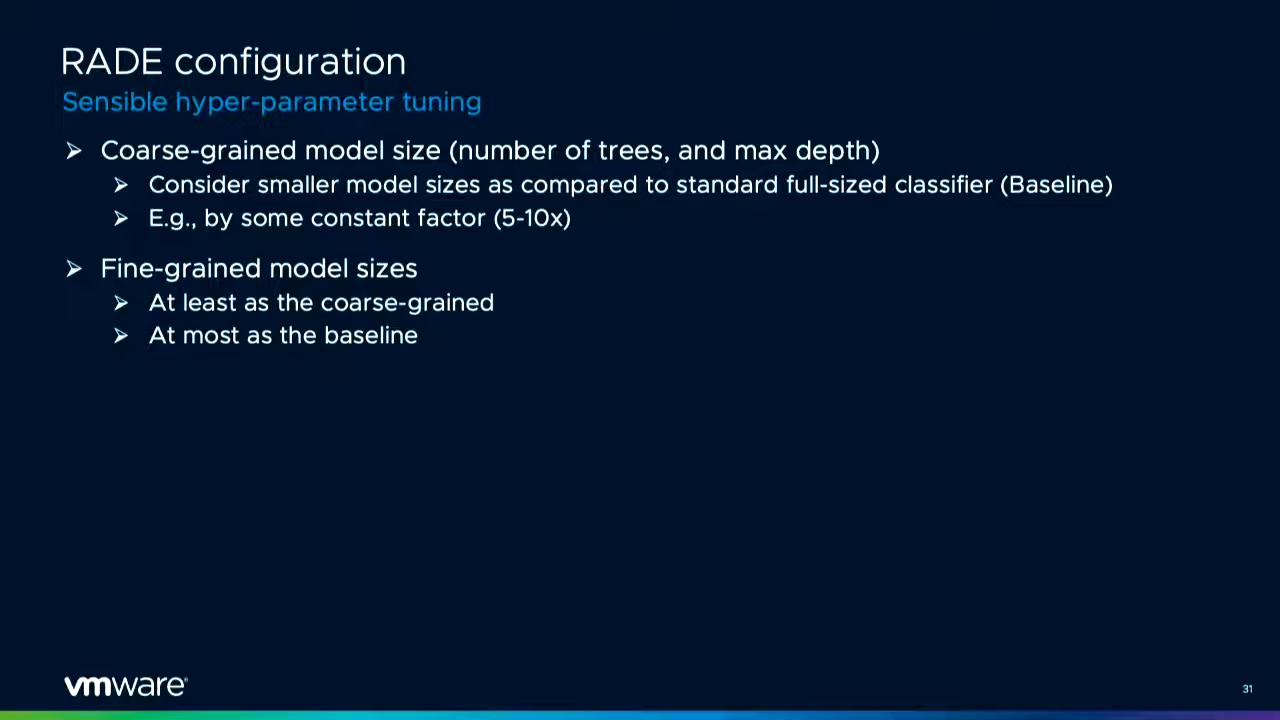 RADE configuration
Sensible hyper-parameter tuning
➢ Coarse-grained model size (number of trees, and max depth)
➢ Consider smaller model sizes as compared to standard full-sized classifier (Baseline)
➢ E.g., by some constant factor (5-10x)
➢ Fine-grained model sizes
➢ At least as the coarse-grained
➢ At most as the baseline
vmware®
31